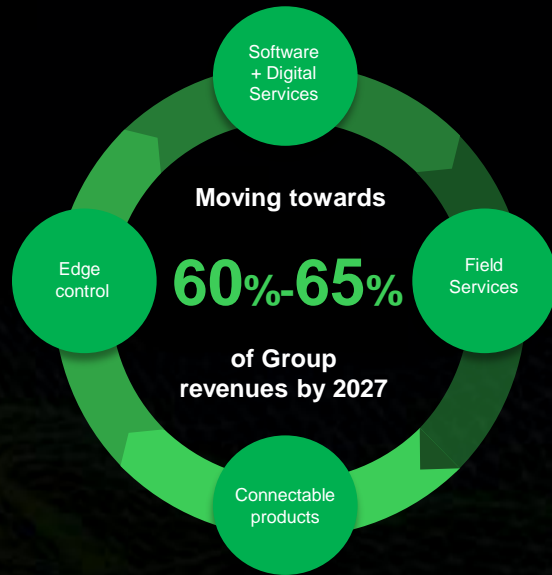 Software
+ Digital
Services
Moving towards
Edge
control
60%-65%
Field
Services
of Group
revenues by 2027
Connectable
products